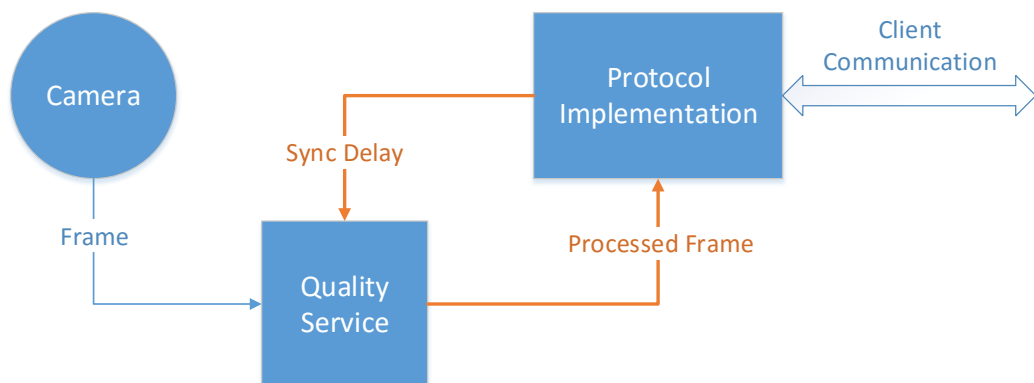 Camera
Protocol
Implementation
Client
Communication
Sync Delay
Frame
Processed Frame
Quality
Service